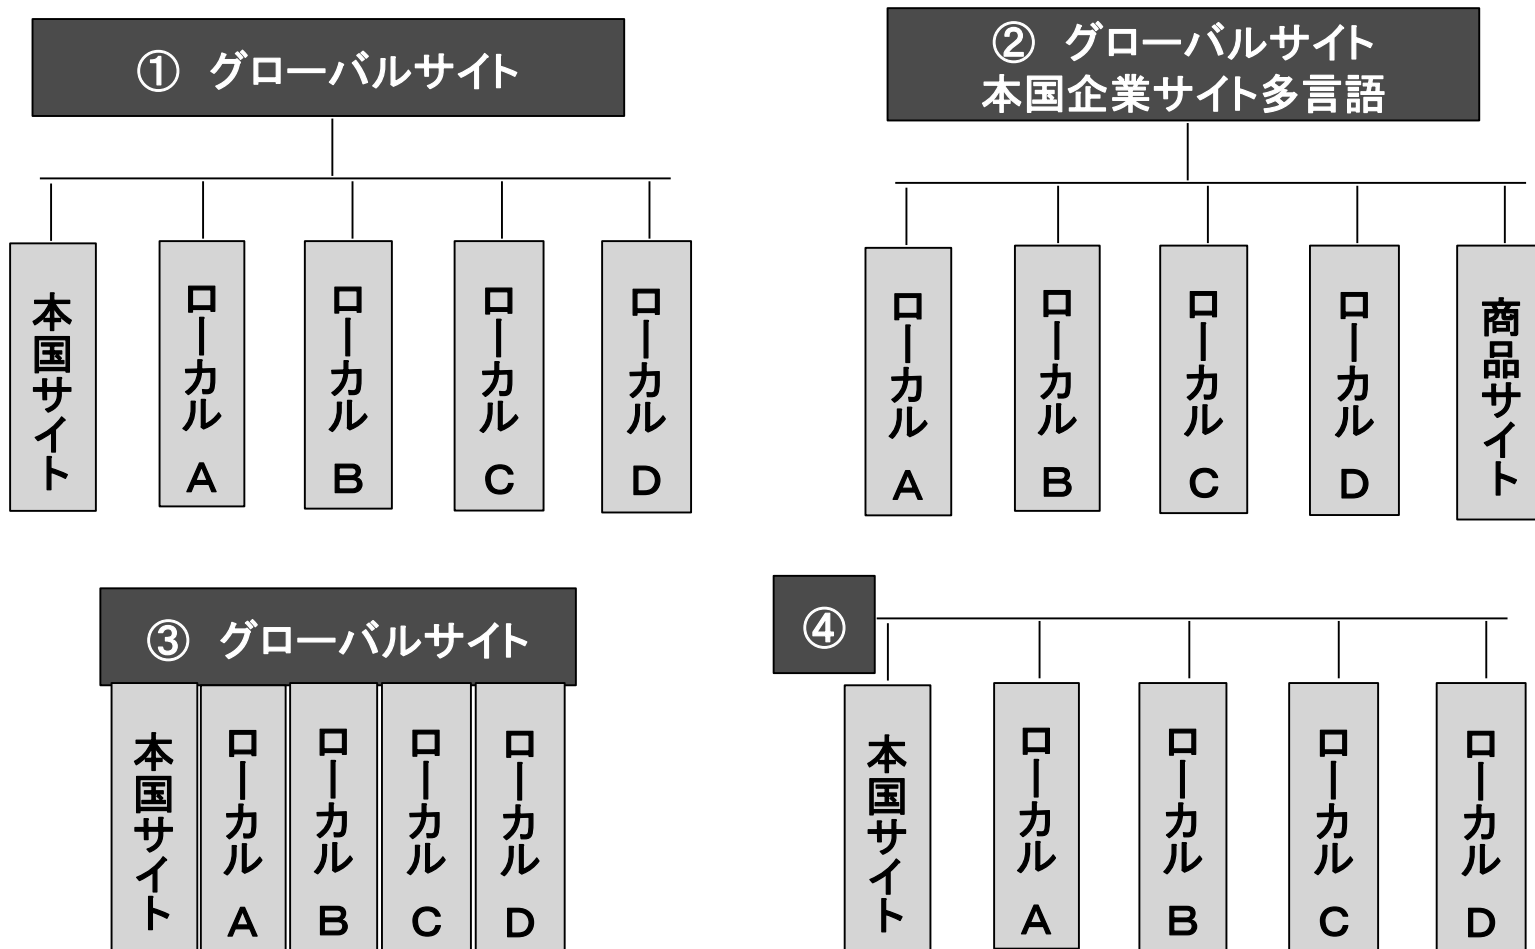 ① グローバルサイト
本国サイト
ローカル A
ローカル B
ローカル C
ローカル D
② グローバルサイト
本国企業サイト多言語
ローカル A
ローカル B
ローカル C
ローカル D
商品サイト
③ グローバルサイト
本国サイト
ローカル A
ローカル B
ローカル C
ローカル D
④
本国サイト
ローカル A
ローカル B
ローカル C
ローカル D